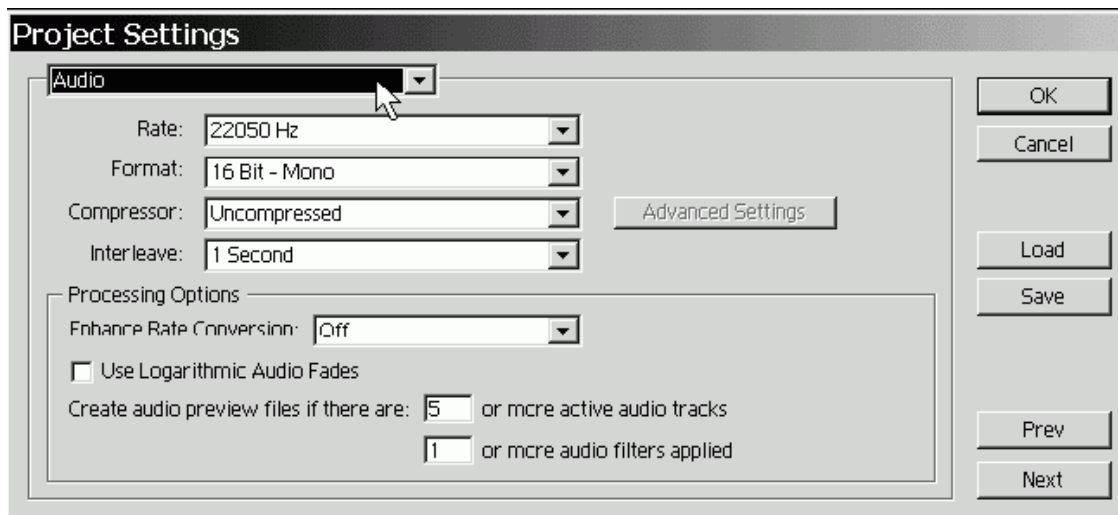 Project Settings
Audio
OK
Rate: 22050 Hz
Cancel
Format: 16 Bit - Mono
Compressor: Uncompressed Advanced Settings
Interleave: 1 Second
Load
Processing Options
Save
Enhance Rate Conversion: Off
Use Logarithmic Audio Fades
Create audio preview files if there are: 5 or more active audio tracks
Prev
1 or more audio filters applied
Next